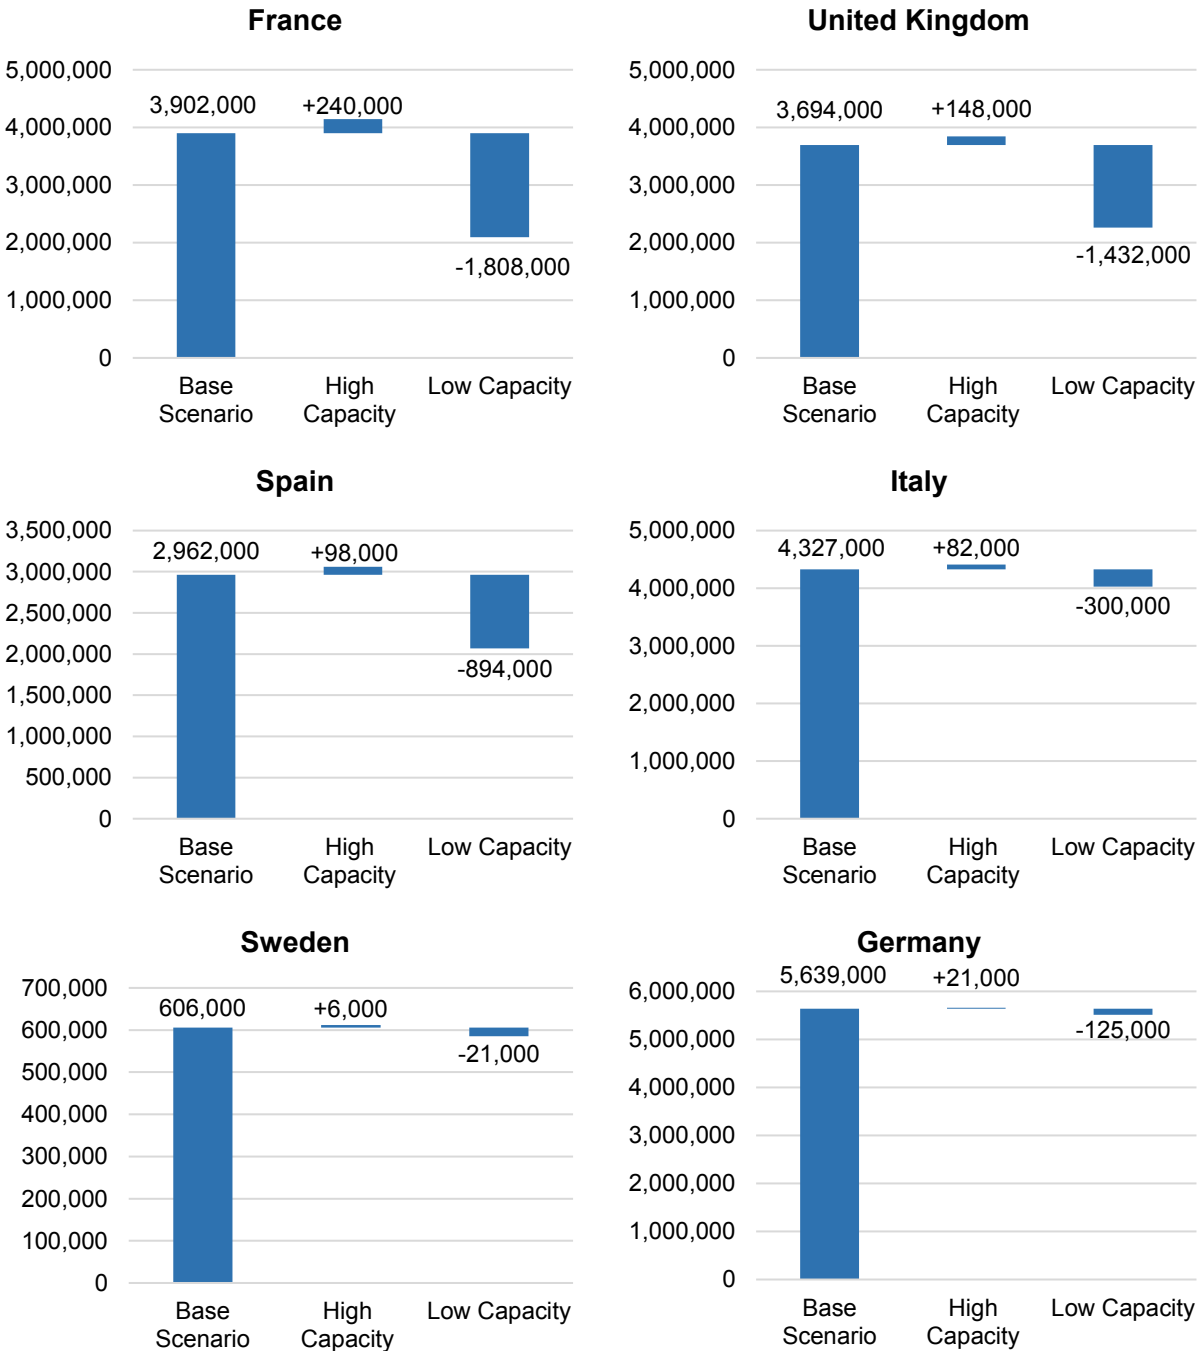 France
5,000,000
4,000,000
3,000,000
2,000,000
1,000,000
0
3,902,000
+240,000
-1,808,000
Base
Scenario
High
Capacity
Low Capacity
United Kingdom
5,000,000
4,000,000
3,000,000
2,000,000
1,000,000
0
3,694,000
+148,000
-1,432,000
Base
Scenario
High
Capacity
Low Capacity
Spain
3,500,000
3,000,000
2,500,000
2,000,000
1,500,000
1,000,000
500,000
0
2,962,000
+98,000
-894,000
Base
Scenario
High
Capacity
Low Capacity
Italy
5,000,000
4,000,000
3,000,000
2,000,000
1,000,000
0
4,327,000
+82,000
-300,000
Base
Scenario
High
Capacity
Low Capacity
Sweden
700,000
600,000
500,000
400,000
300,000
200,000
100,000
0
606,000
+6,000
-21,000
Base
Scenario
High
Capacity
Low Capacity
Germany
6,000,000
5,000,000
4,000,000
3,000,000
2,000,000
1,000,000
0
5,639,000
+21,000
-125,000
Base
Scenario
High
Capacity
Low Capacity